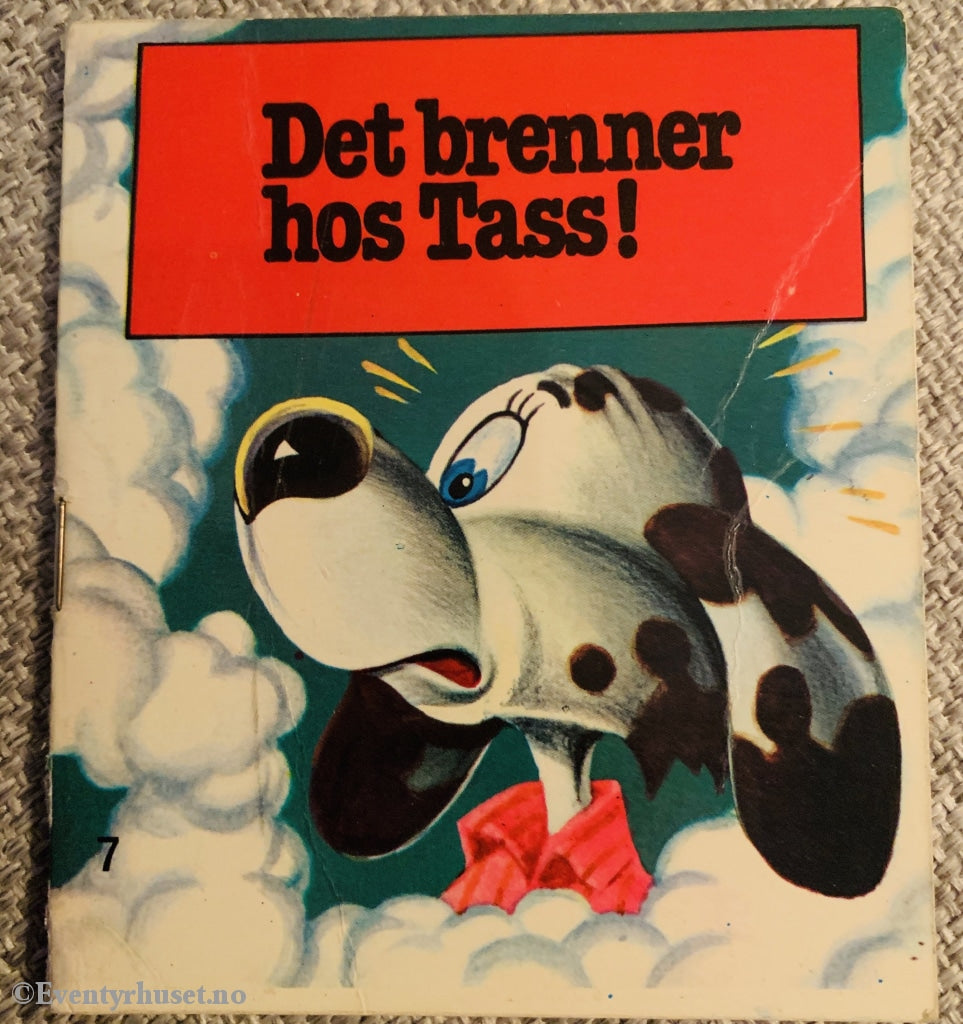 Det brenner
hos Tass!
7
©Eventyrhuset.no